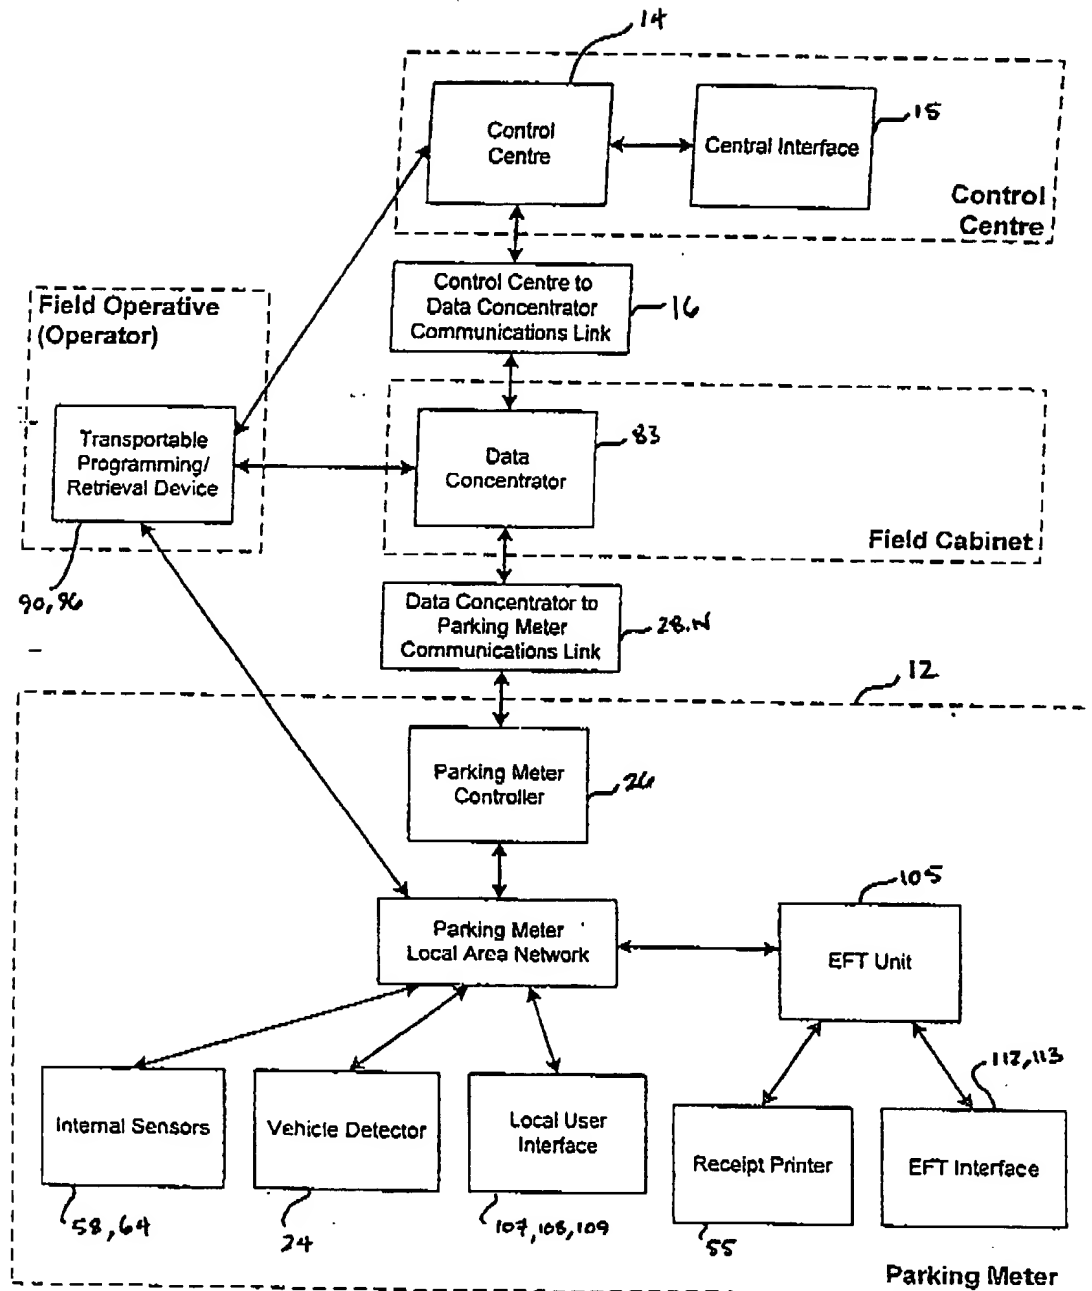 14
Control
Centre
Central Interface
15
Control
Centre
Control Centre to
Data Concentrator
Communications Link
16
Field Operative
(Operator)
Transportable
Programming/
Retrieval Device
90, 96
Data
Concentrator
83
Field Cabinet
Data Concentrator to
Parking Meter
Communications Link
28.N
12
Parking Meter
Controller
26
Parking Meter
Local Area Network
105
EFT Unit
Internal Sensors
58, 64
Vehicle Detector
24
Local User
Interface
107, 108, 109
Receipt Printer
55
112, 113
EFT Interface
Parking Meter